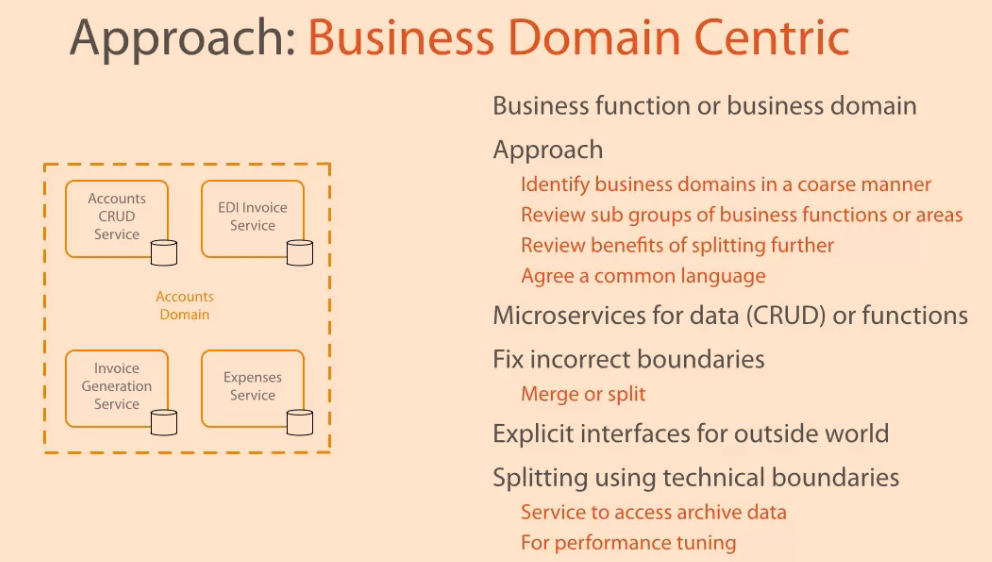 Approach: Business Domain Centric
Accounts
CRUD
Service
EDI Invoice
Service
Accounts
Domain
Invoice
Generation
Service
Expenses
Service
Business function or business domain
Approach
Identify business domains in a coarse manner
Review sub groups of business functions or areas
Review benefits of splitting further
Agree a common language
Microservices for data (CRUD) or functions
Fix incorrect boundaries
Merge or split
Explicit interfaces for outside world
Splitting using technical boundaries
Service to access archive data
For performance tuning